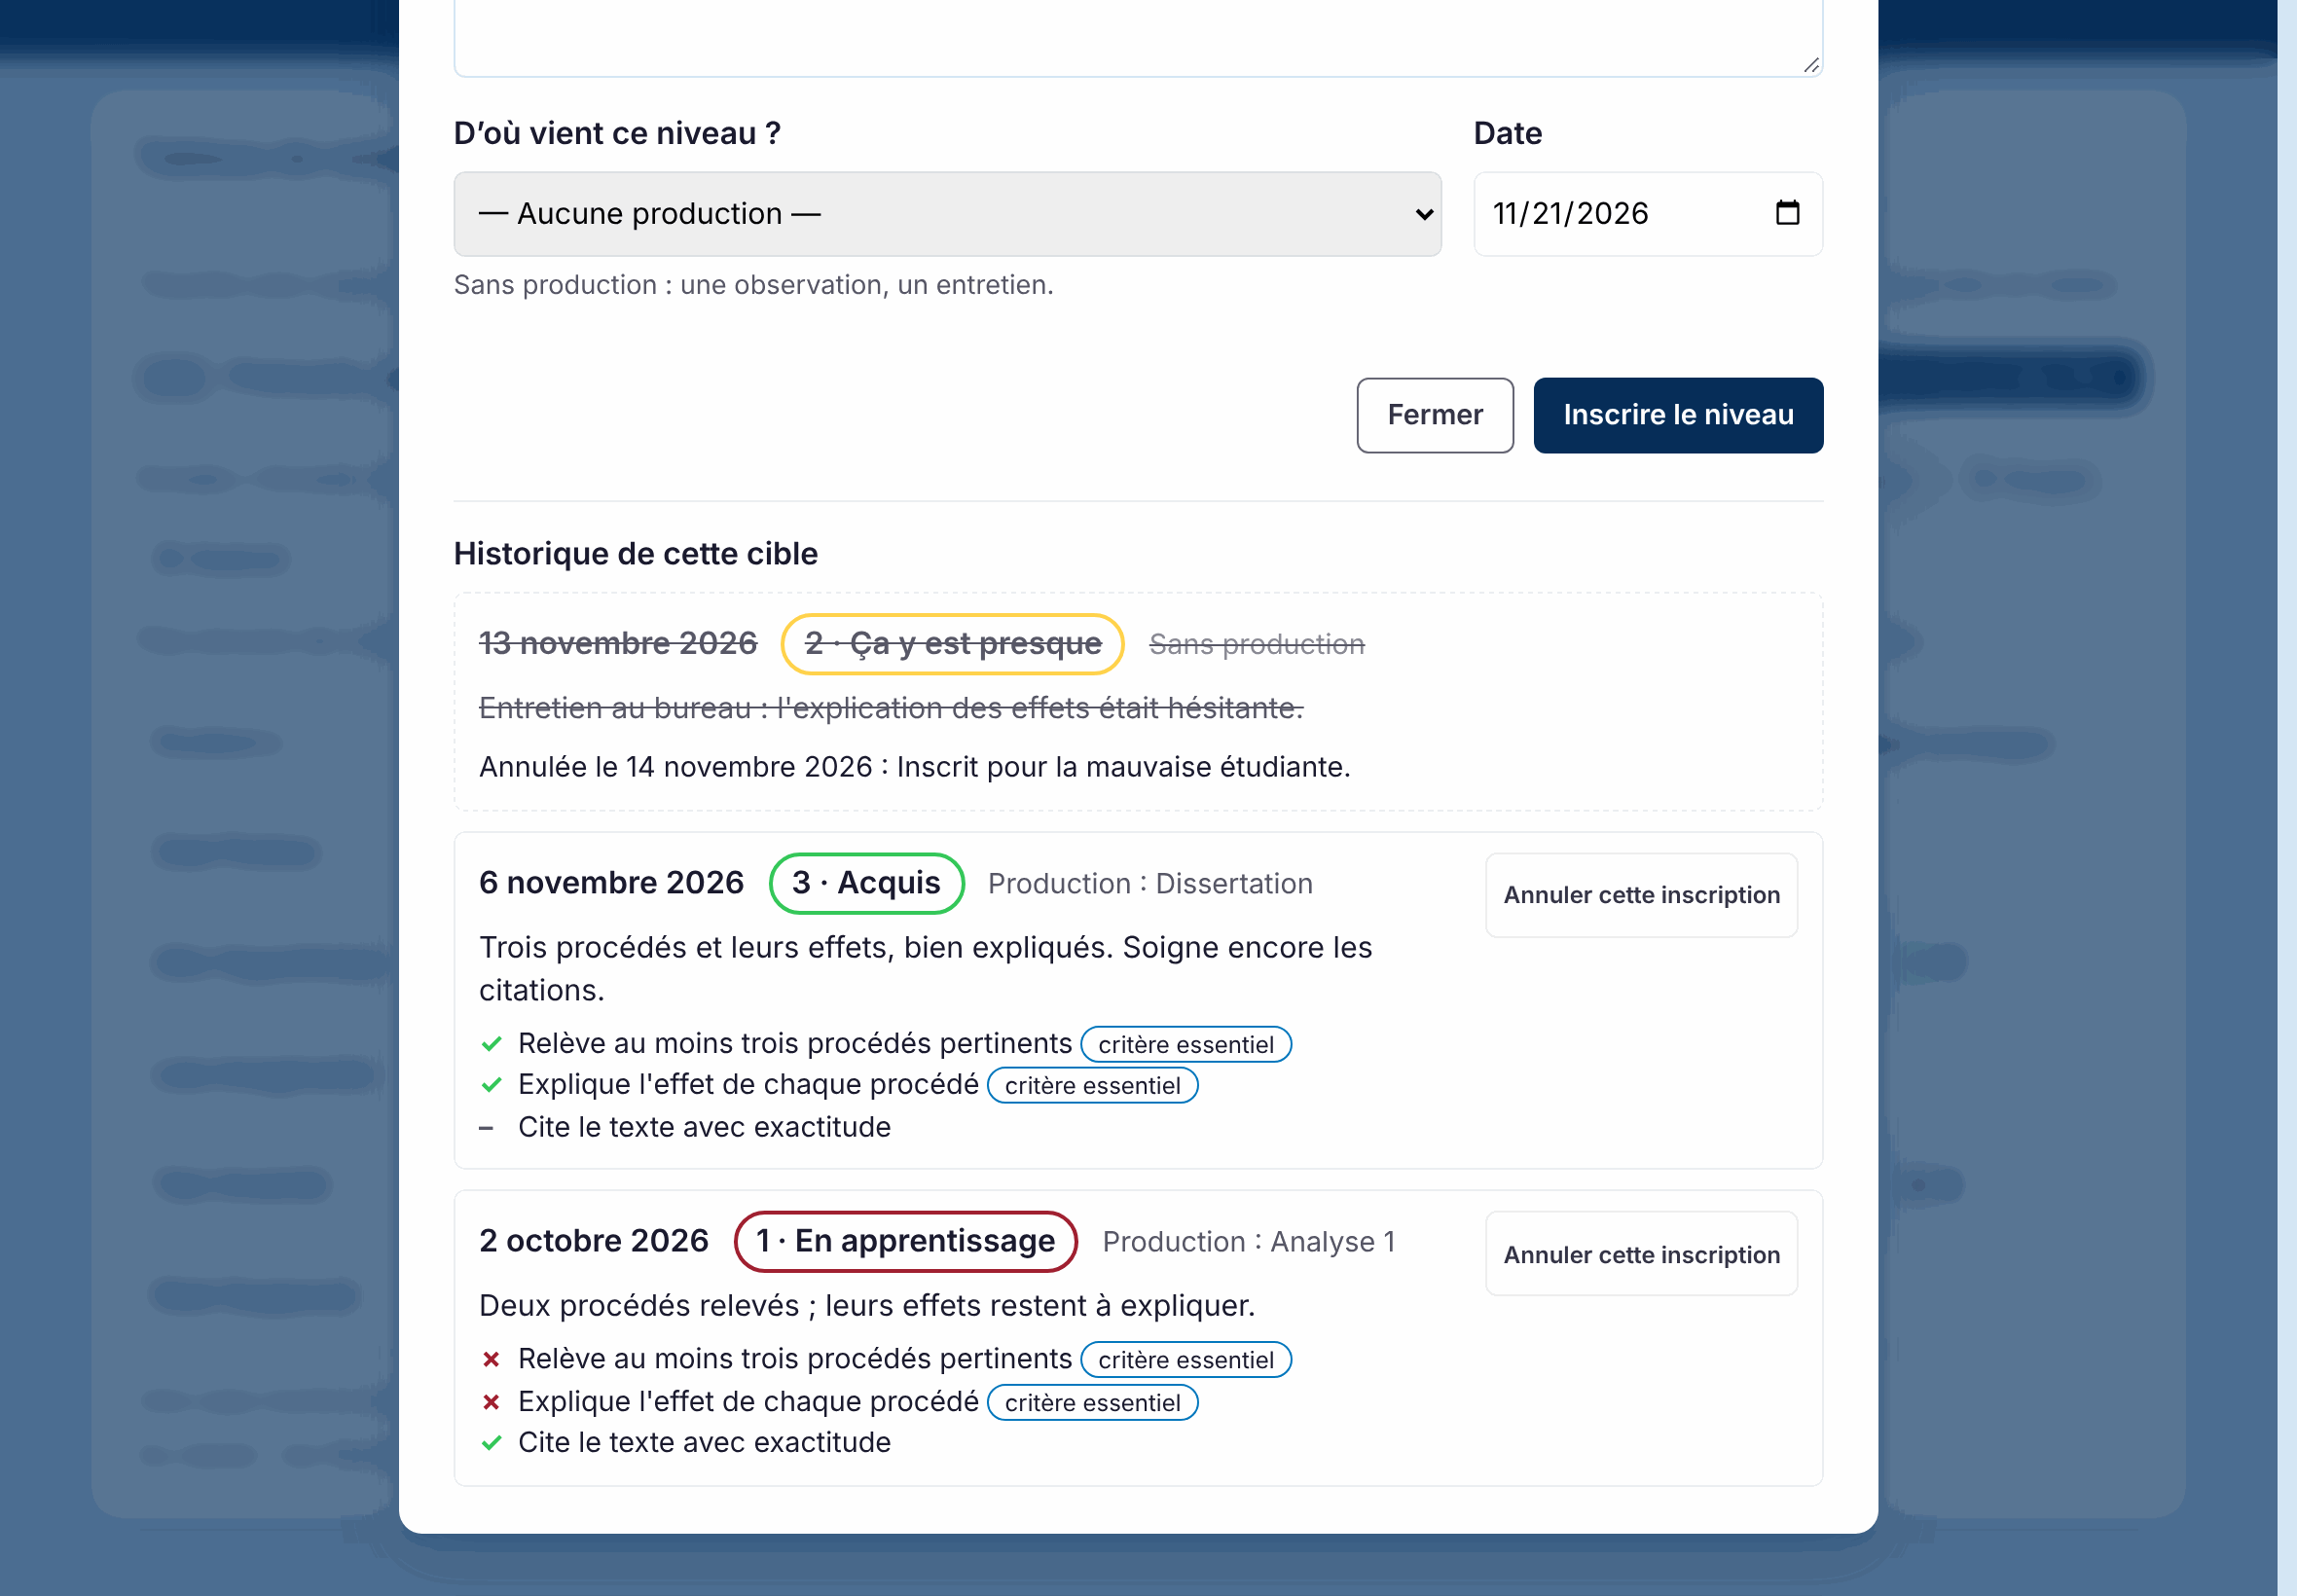 D’où vient ce niveau ?
Date
— Aucune production —
11/21/2026
Sans production : une observation, un entretien.
Fermer
Inscrire le niveau
Historique de cette cible
13 novembre 2026 2 · Ça y est presque Sans production
Entretien au bureau : l'explication des effets était hésitante.
Annulée le 14 novembre 2026 : Inscrit pour la mauvaise étudiante.
6 novembre 2026 3 · Acquis Production : Dissertation
Annuler cette inscription
Trois procédés et leurs effets, bien expliqués. Soigne encore les
citations.
Relève au moins trois procédés pertinents critère essentiel
Explique l'effet de chaque procédé critère essentiel
– Cite le texte avec exactitude
2 octobre 2026 1 · En apprentissage Production : Analyse 1
Annuler cette inscription
Deux procédés relevés ; leurs effets restent à expliquer.
Relève au moins trois procédés pertinents critère essentiel
Explique l'effet de chaque procédé critère essentiel
Cite le texte avec exactitude